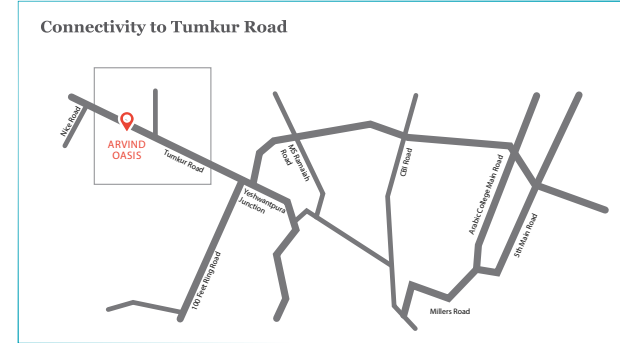 Connectivity to Tumkur Road
Nice Road
ARVIND
OASIS
Tumkur Road
MS Ramaiah
Road
CBI Road
Yeshwantpura
Junction
Arabic College Main Road
5th Main Road
100 Feet Ring Road
Millers Road